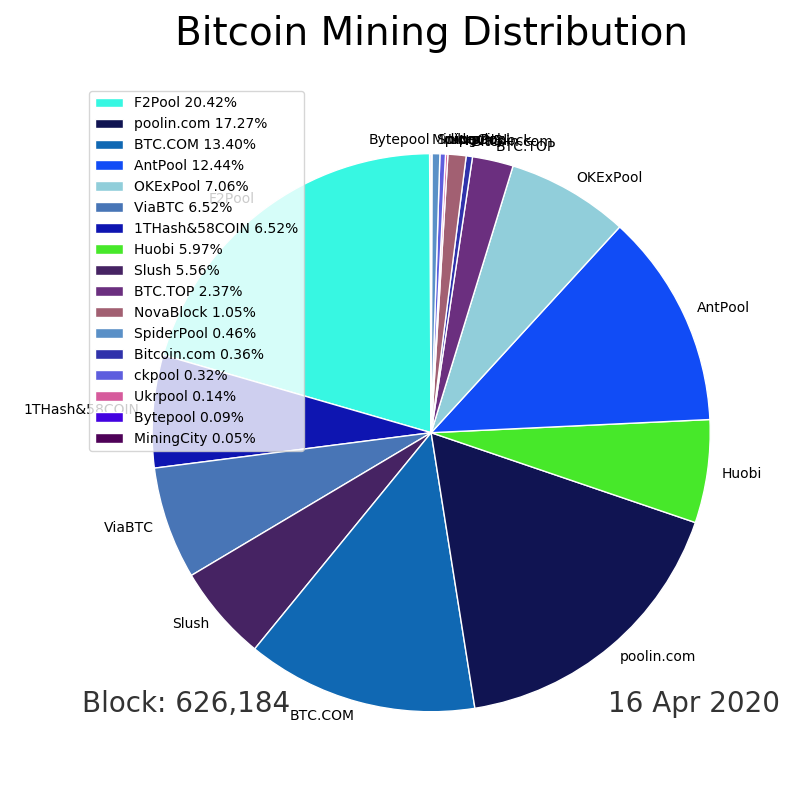 Bitcoin Mining Distribution
F2Pool 20.42%
poolin.com 17.27%
BTC.COM 13.40%
AntPool 12.44%
OKExPool 7.06%
ViaBTC 6.52%
1THash&58COIN 6.52%
Huobi 5.97%
Slush 5.56%
BTC.TOP 2.37%
NovaBlock 1.05%
SpiderPool 0.46%
Bitcoin.com 0.36%
ckpool 0.32%
Ukrpool 0.14%
Bytepool 0.09%
MiningCity 0.05%
Bytepool
BTC.TOP
OKExPool
F2Pool
AntPool
1THash&58COIN
Huobi
ViaBTC
Slush
poolin.com
BTC.COM
Block: 626,184
16 Apr 2020